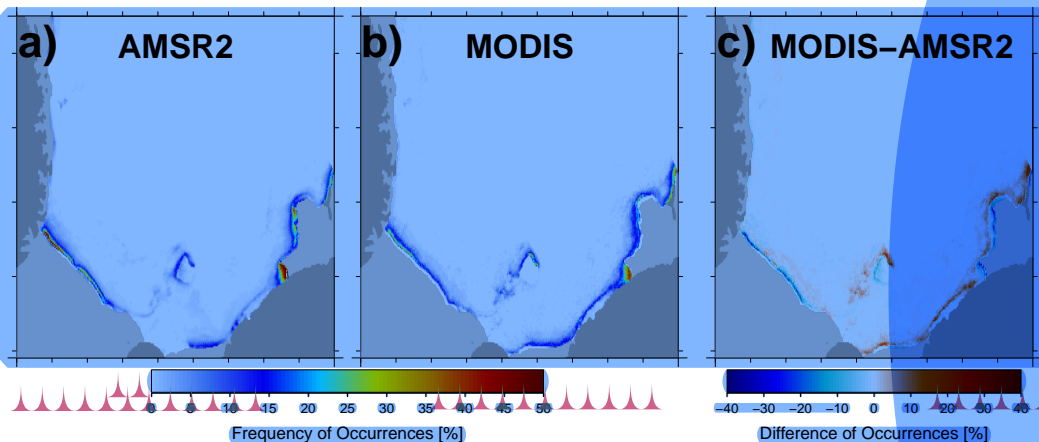 a) AMSR2
b) MODIS
c) MODIS–AMSR2
0 5 10 15 20 25 30 35 40 45 50
Frequency of Occurrences [%]
−40 −30 −20 −10 0 10 20 30 40
Difference of Occurrences [%]